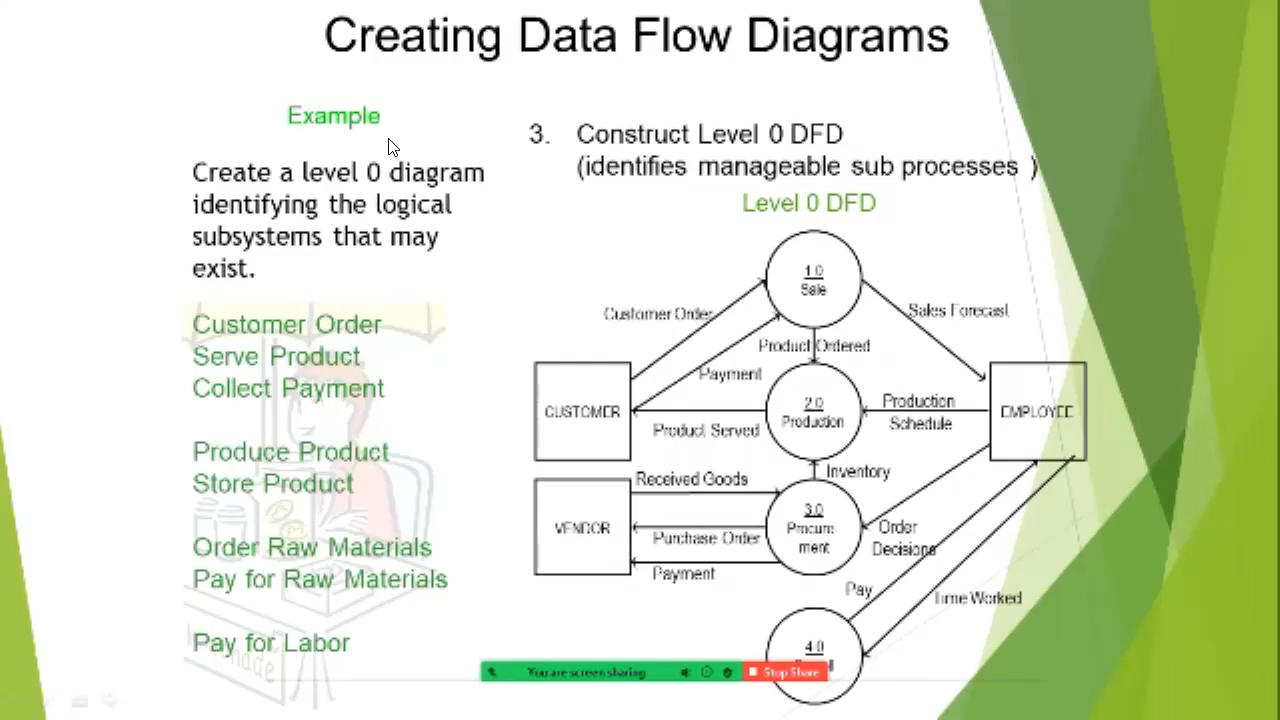 Creating Data Flow Diagrams
Example
Create a level 0 diagram
identifying the logical
subsystems that may
exist.
Customer Order
Serve Product
Collect Payment
Produce Product
Store Product
Order Raw Materials
Pay for Raw Materials
Pay for Labor
3. Construct Level 0 DFD
(identifies manageable sub processes )
Level 0 DFD
1.0
Sale
Customer Order
Sales Forecast
Product Ordered
Payment
CUSTOMER
2.0
Production
Production
Schedule
EMPLOYEE
Product Served
Received Goods
Inventory
VENDOR
3.0
Procure
ment
Order
Decisions
Purchase Order
Payment
Pay
Time Worked
4.0
You are screen sharing
Stop Share